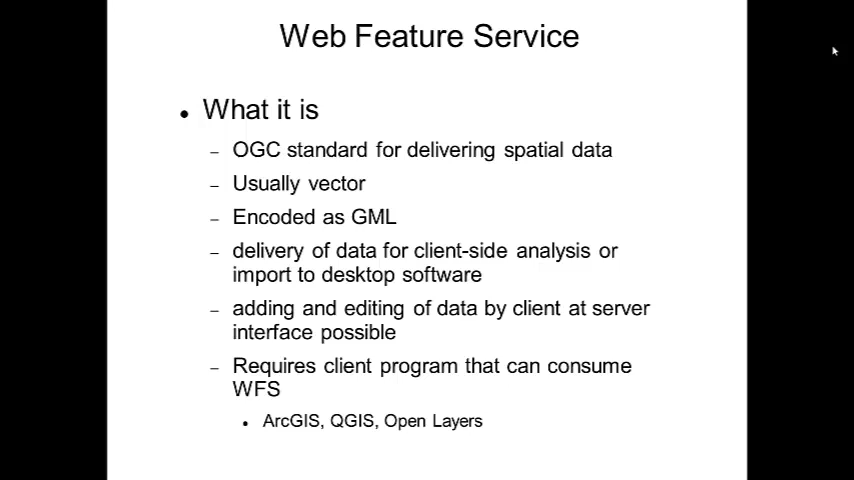 Web Feature Service
• What it is
– OGC standard for delivering spatial data
– Usually vector
– Encoded as GML
– delivery of data for client-side analysis or
import to desktop software
– adding and editing of data by client at server
interface possible
– Requires client program that can consume
WFS
• ArcGIS, QGIS, Open Layers